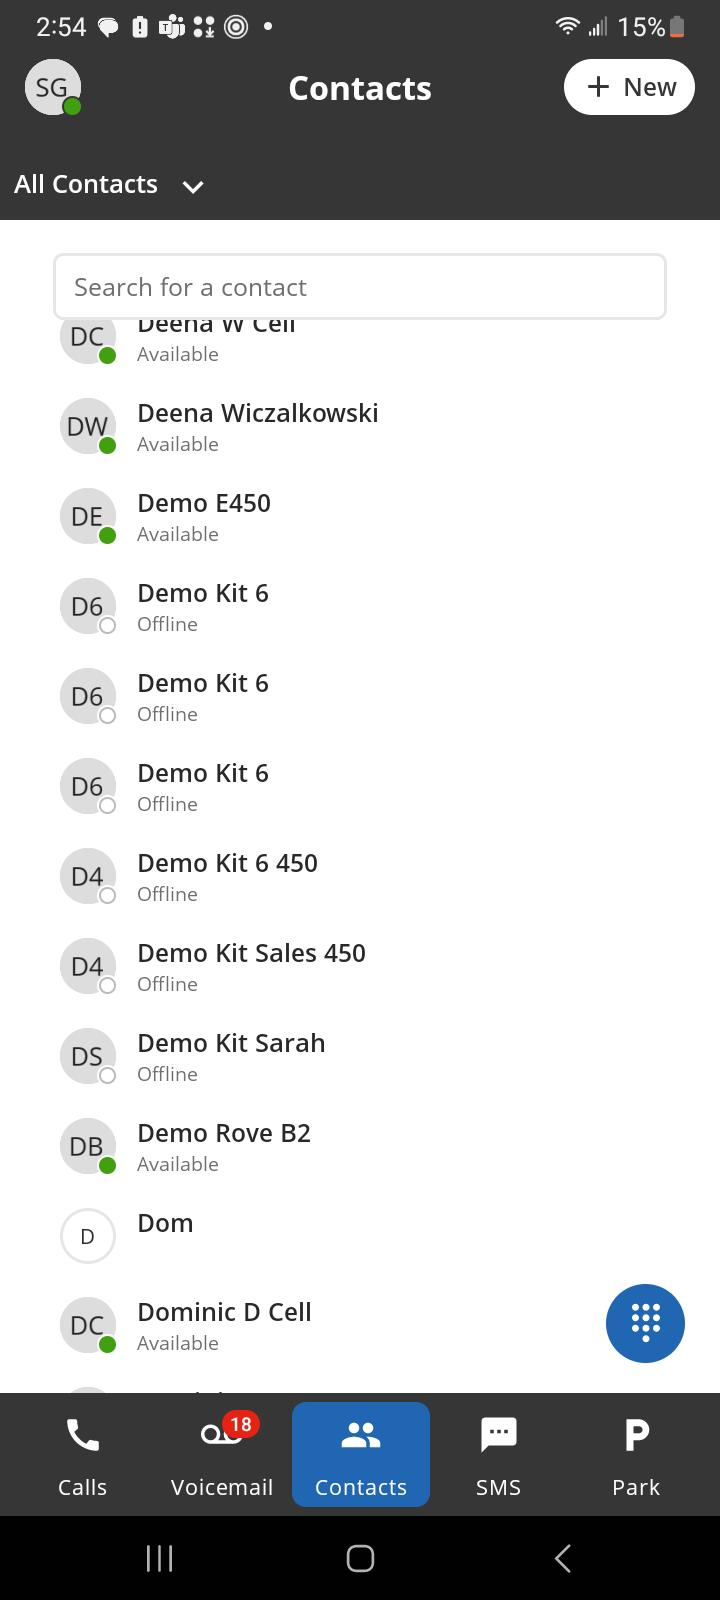 2:54
15%
SG
Contacts
+ New
All Contacts
Search for a contact
DC
Deena W Cell
Available
DW
Deena Wiczalkowski
Available
DE
Demo E450
Available
D6
Demo Kit 6
Offline
D6
Demo Kit 6
Offline
D6
Demo Kit 6
Offline
D4
Demo Kit 6 450
Offline
D4
Demo Kit Sales 450
Offline
DS
Demo Kit Sarah
Offline
DB
Demo Rove B2
Available
D
Dom
DC
Dominic D Cell
Available
18
P
Calls
Voicemail
Contacts
SMS
Park